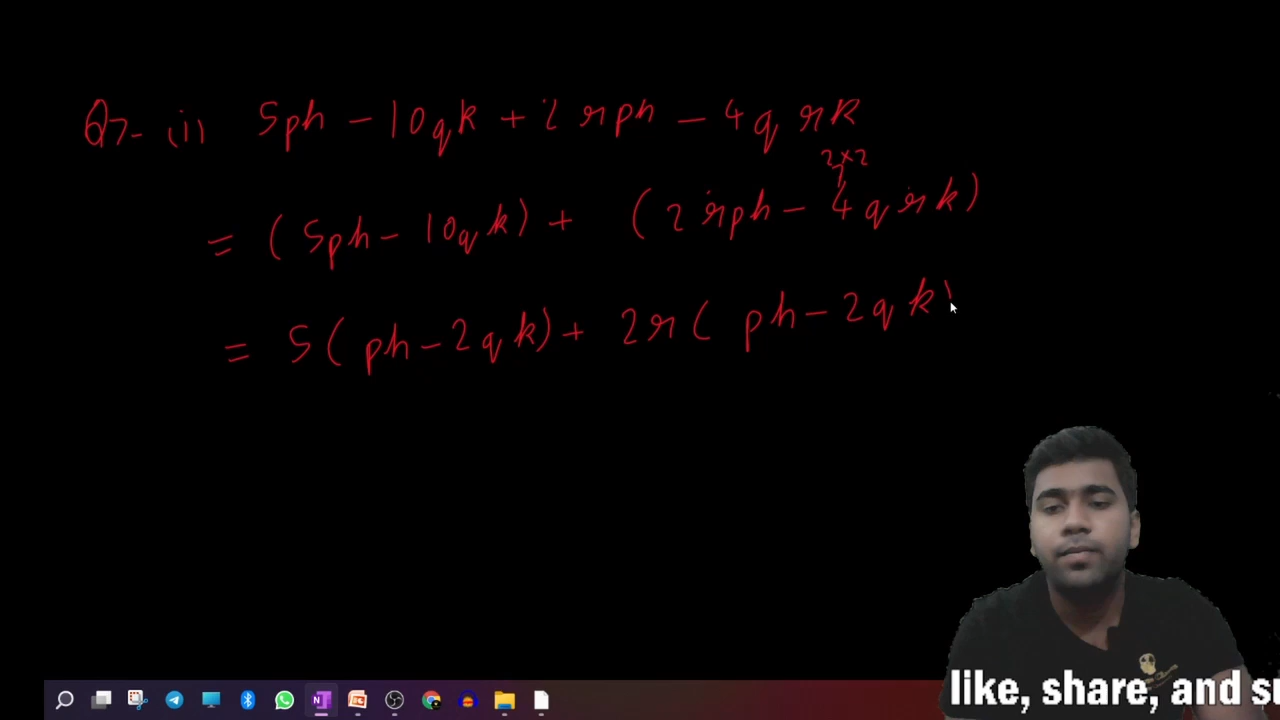 Q7- (i) 5ph - 10qk + 2rph - 4qrk
2×2
= (5ph - 10qk) + (2rph - 4qrk)
= 5(ph - 2qk) + 2r(ph - 2qk)
like, share, and su